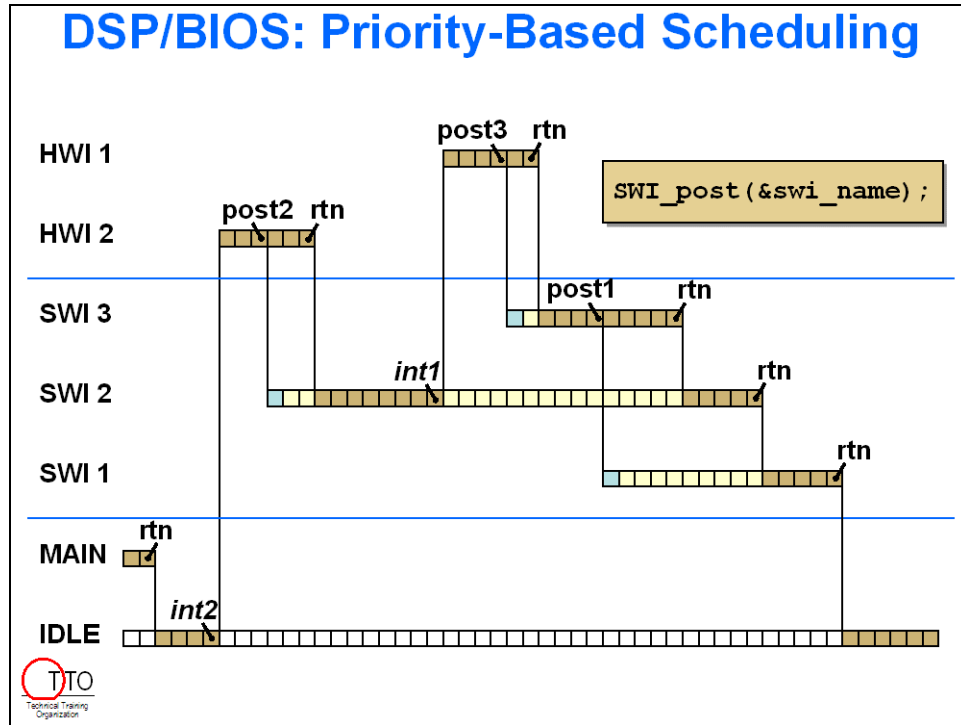 DSP/BIOS: Priority-Based Scheduling
post3 rtn
HWI 1
SWI_post(&swi_name);
post2 rtn
HWI 2
post1 rtn
SWI 3
int1 rtn
SWI 2
rtn
SWI 1
rtn
MAIN
int2
IDLE
TTO
Technical Training
Organization